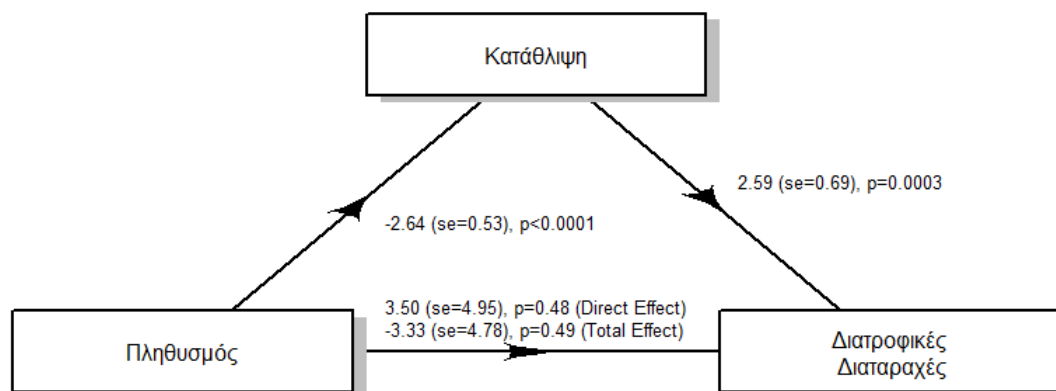 Κατάθλιψη
2.59 (se=0.69), p=0.0003
-2.64 (se=0.53), p<0.0001
3.50 (se=4.95), p=0.48 (Direct Effect)
-3.33 (se=4.78), p=0.49 (Total Effect)
Πληθυσμός
Διατροφικές
Διαταραχές